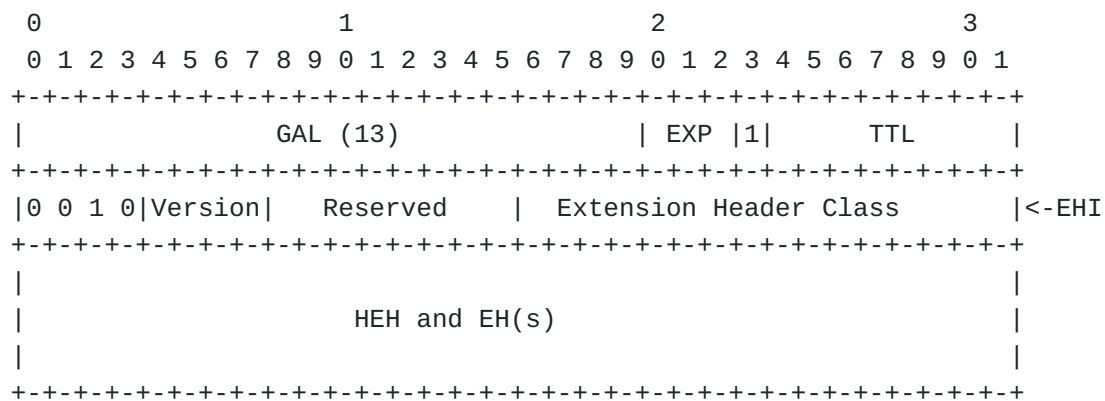 0                   1                   2                   3
 0 1 2 3 4 5 6 7 8 9 0 1 2 3 4 5 6 7 8 9 0 1 2 3 4 5 6 7 8 9 0 1
+-+-+-+-+-+-+-+-+-+-+-+-+-+-+-+-+-+-+-+-+-+-+-+-+-+-+-+-+-+-+-+-+
|                GAL (13)               | EXP |1|      TTL      |
+-+-+-+-+-+-+-+-+-+-+-+-+-+-+-+-+-+-+-+-+-+-+-+-+-+-+-+-+-+-+-+-+
|0 0 1 0|Version|   Reserved    |  Extension Header Class       |<-EHI
+-+-+-+-+-+-+-+-+-+-+-+-+-+-+-+-+-+-+-+-+-+-+-+-+-+-+-+-+-+-+-+-+
|                                                               |
|                     HEH and EH(s)                             |
|                                                               |
+-+-+-+-+-+-+-+-+-+-+-+-+-+-+-+-+-+-+-+-+-+-+-+-+-+-+-+-+-+-+-+-+